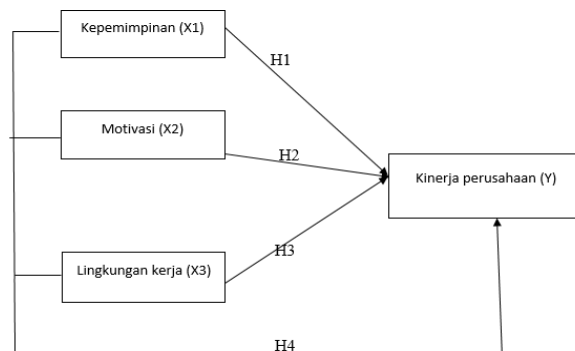 Kepemimpinan (X1)
H1
Motivasi (X2)
H2
Kinerja perusahaan (Y)
H3
Lingkungan kerja (X3)
H4